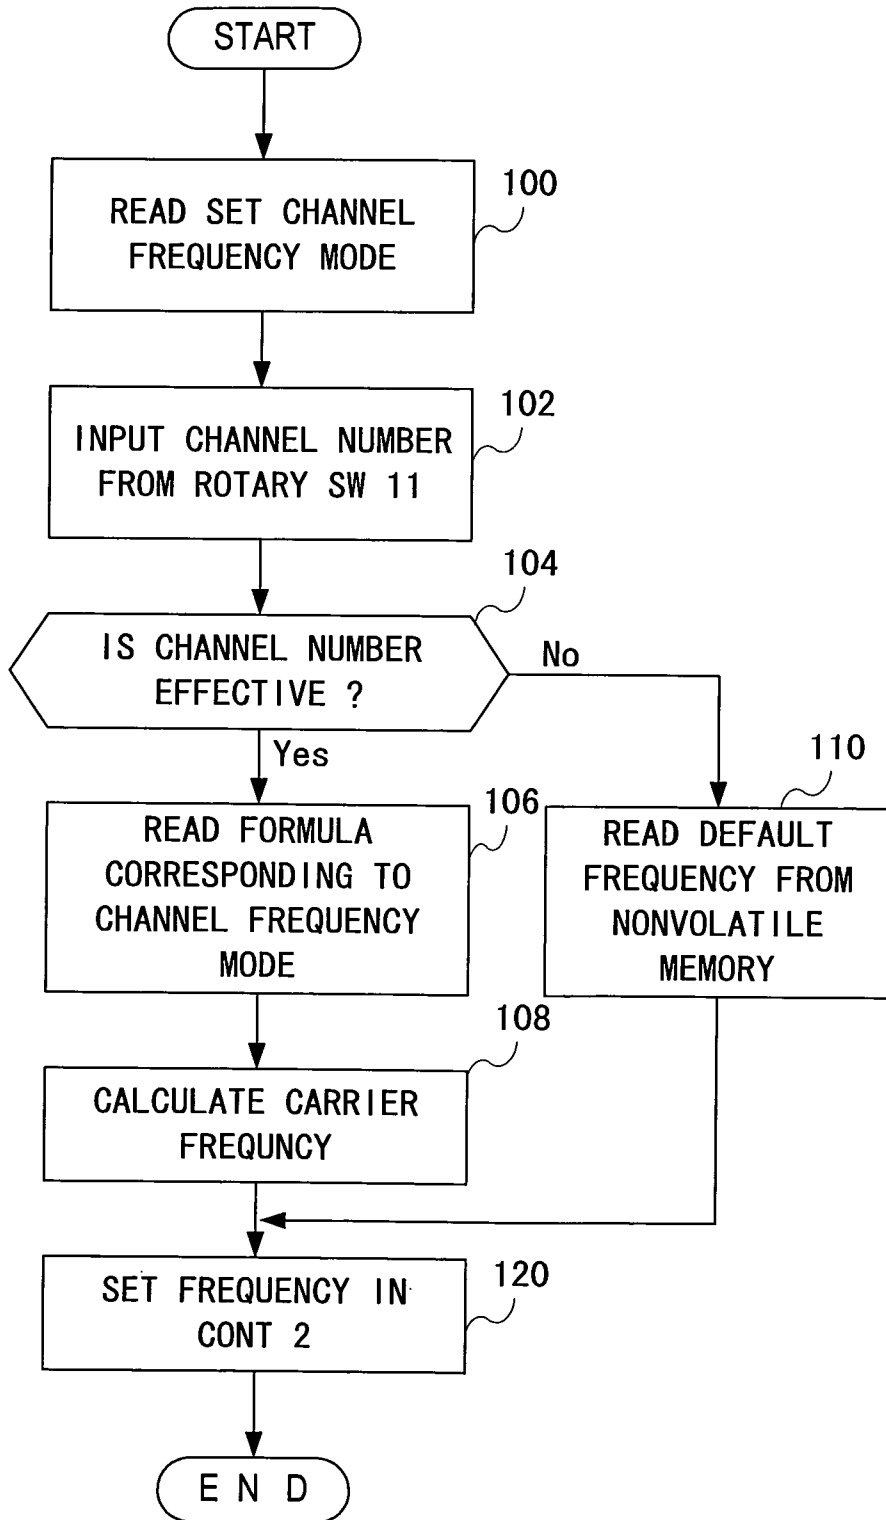 START
100
READ SET CHANNEL
FREQUENCY MODE
102
INPUT CHANNEL NUMBER
FROM ROTARY SW 11
104
IS CHANNEL NUMBER
EFFECTIVE ?
No
Yes
106
READ FORMULA
CORRESPONDING TO
CHANNEL FREQUENCY
MODE
110
READ DEFAULT
FREQUENCY FROM
NONVOLATILE
MEMORY
108
CALCULATE CARRIER
FREQUNCY
120
SET FREQUENCY IN
CONT 2
E N D